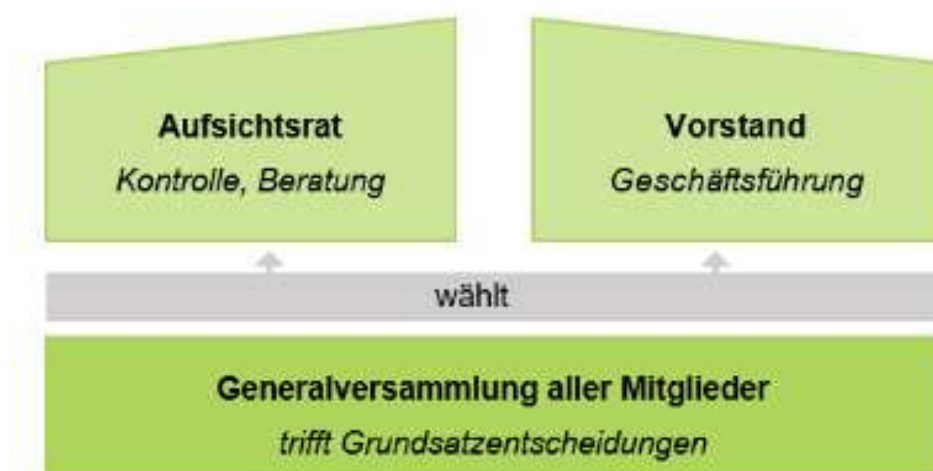 Aufsichtsrat
Kontrolle, Beratung
Vorstand
Geschäftsführung
wählt
Generalversammlung aller Mitglieder
trifft Grundsatzentscheidungen